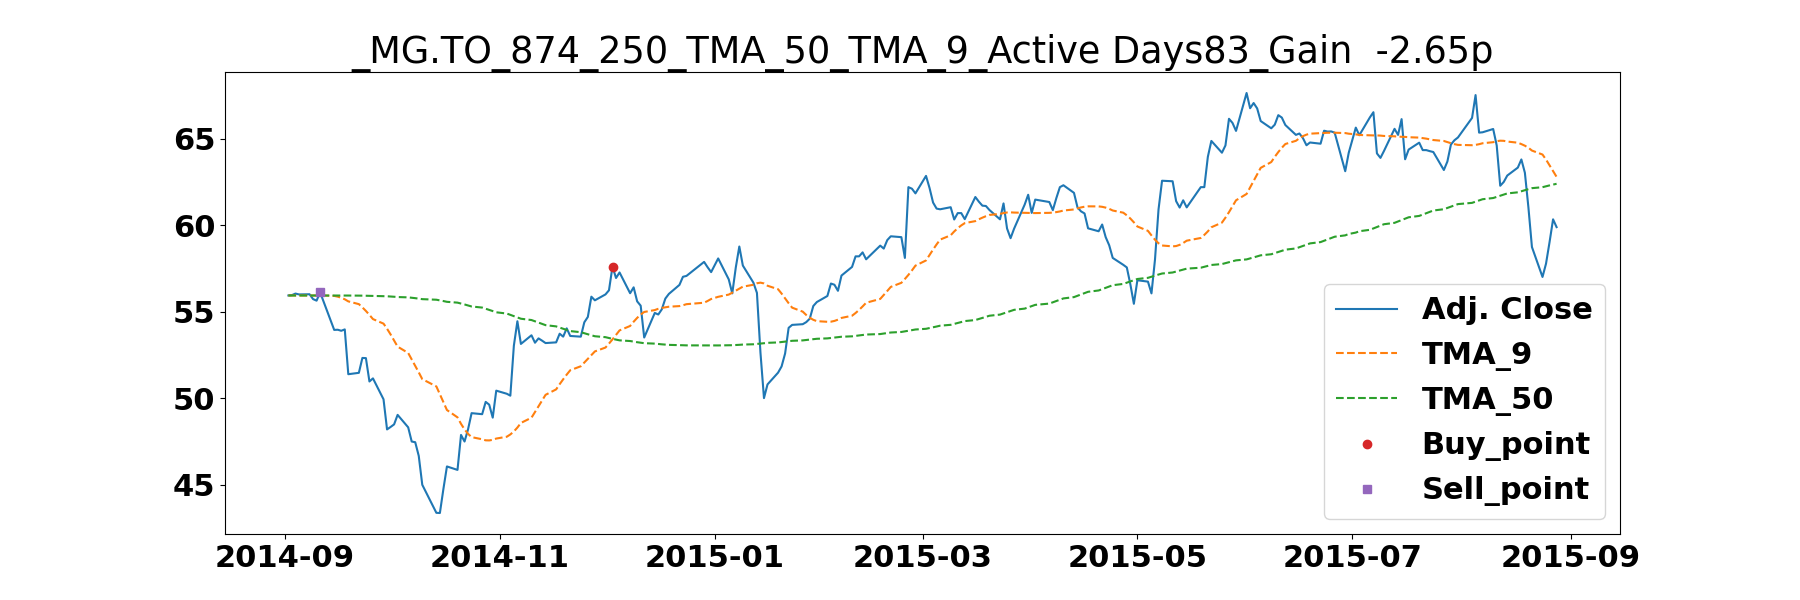 _MG.TO_874_250_TMA_50_TMA_9_Active Days83_Gain  -2.65p
65
60
55
50
45
Adj. Close
TMA_9
TMA_50
Buy_point
Sell_point
2014-09 2014-11 2015-01 2015-03 2015-05 2015-07 2015-09